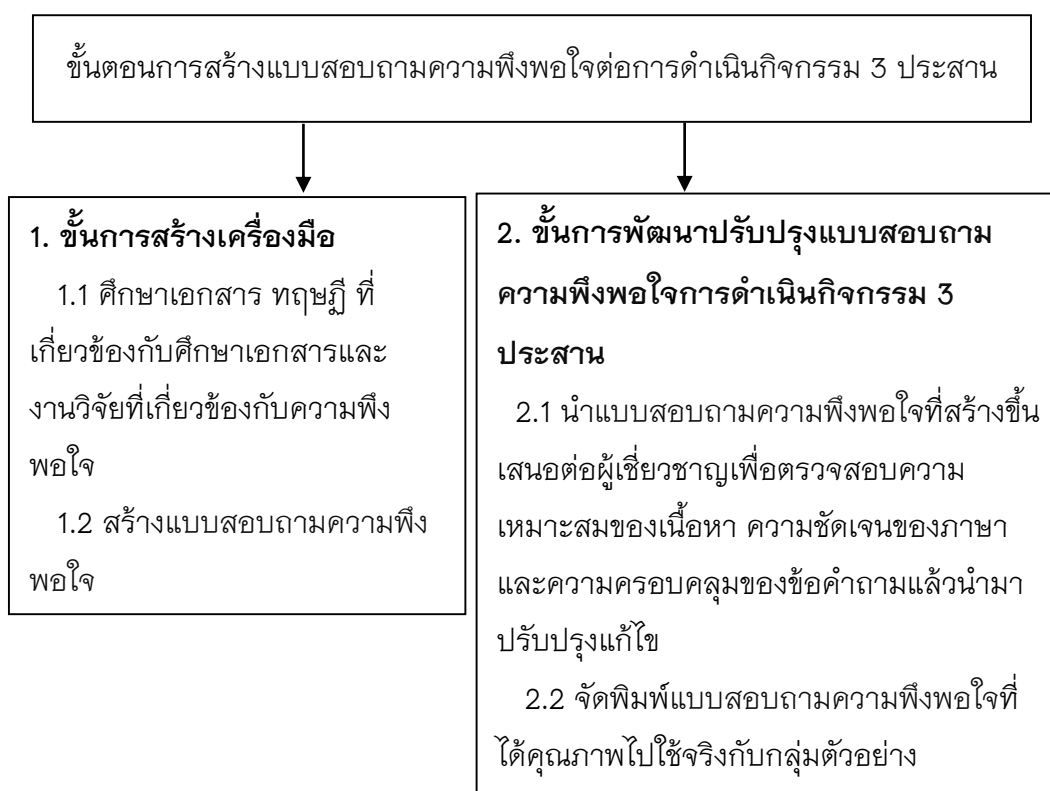 ขั้นตอนการสร้างแบบสอบถามความพึงพอใจต่อการดำเนินกิจกรรม 3 ประสาน
1. ขั้นการสร้างเครื่องมือ
1.1 ศึกษาเอกสาร ทฤษฎี ที่
เกี่ยวข้องกับศึกษาเอกสารและ
งานวิจัยที่เกี่ยวข้องกับความพึง
พอใจ
1.2 สร้างแบบสอบถามความพึง
พอใจ
2. ขั้นการพัฒนาปรับปรุงแบบสอบถาม
ความพึงพอใจการดำเนินกิจกรรม 3
ประสาน
2.1 นำแบบสอบถามความพึงพอใจที่สร้างขึ้น
เสนอต่อผู้เชี่ยวชาญเพื่อตรวจสอบความ
เหมาะสมของเนื้อหา ความชัดเจนของภาษา
และความครอบคลุมของข้อคำถามแล้วนำมา
ปรับปรุงแก้ไข
2.2 จัดพิมพ์แบบสอบถามความพึงพอใจที่
ได้คุณภาพไปใช้จริงกับกลุ่มตัวอย่าง